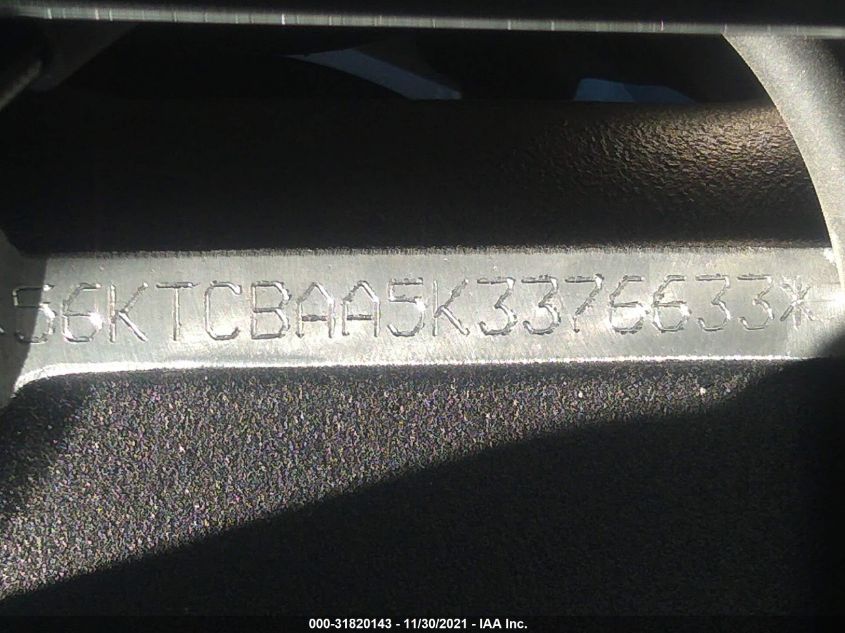 *56KTCBAA5K3376633*
000-31820143 - 11/30/2021 - IAA Inc.